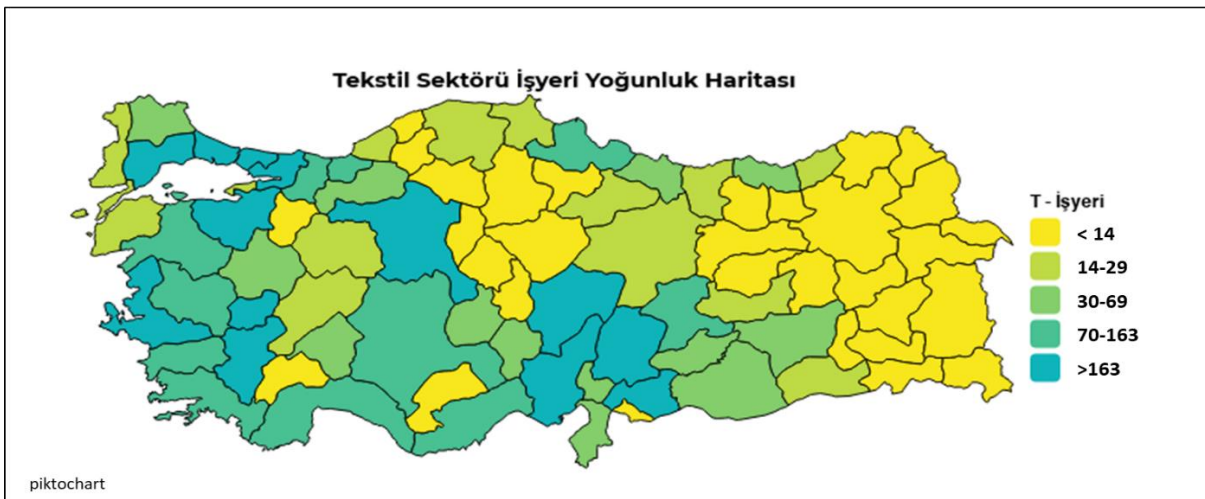 Tekstil Sektörü İşyeri Yoğunluk Haritası
T - İşyeri
< 14
14-29
30-69
70-163
>163
piktochart